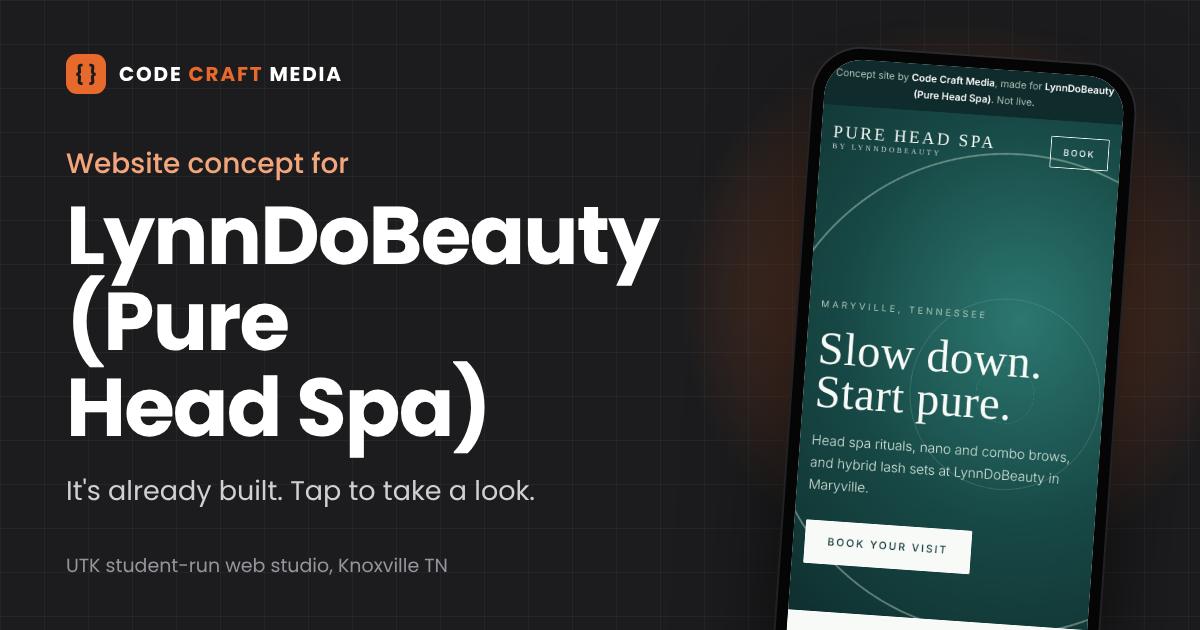 { } CODE CRAFT MEDIA
Website concept for
LynnDoBeauty
(Pure
Head Spa)
It's already built. Tap to take a look.
UTK student-run web studio, Knoxville TN
Concept site by Code Craft Media, made for LynnDoBeauty
(Pure Head Spa). Not live.
PURE HEAD SPA
BY LYNNDOBEAUTY
BOOK
MARYVILLE, TENNESSEE
Slow down.
Start pure.
Head spa rituals, nano and combo brows,
and hybrid lash sets at LynnDoBeauty in
Maryville.
BOOK YOUR VISIT